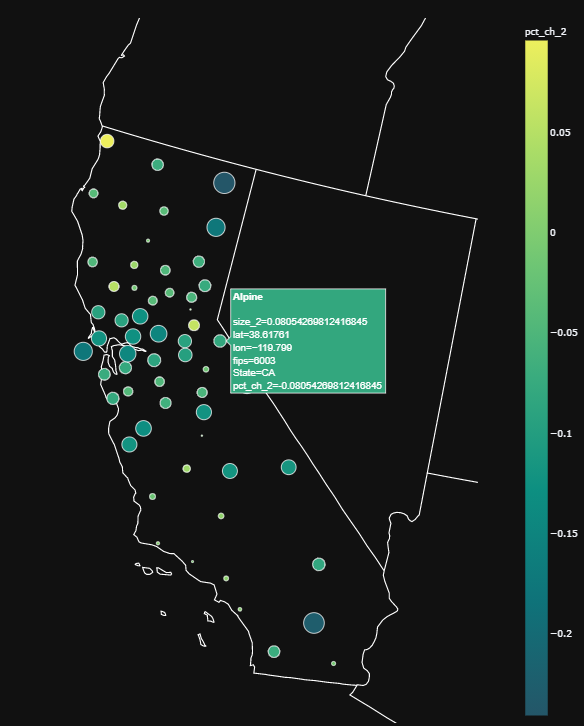 pct_ch_2
0.05
0
−0.05
−0.1
−0.15
−0.2
Alpine
size_2=0.08054269812416845
lat=38.61761
lon=−119.799
fips=6003
State=CA
pct_ch_2=-0.08054269812416845